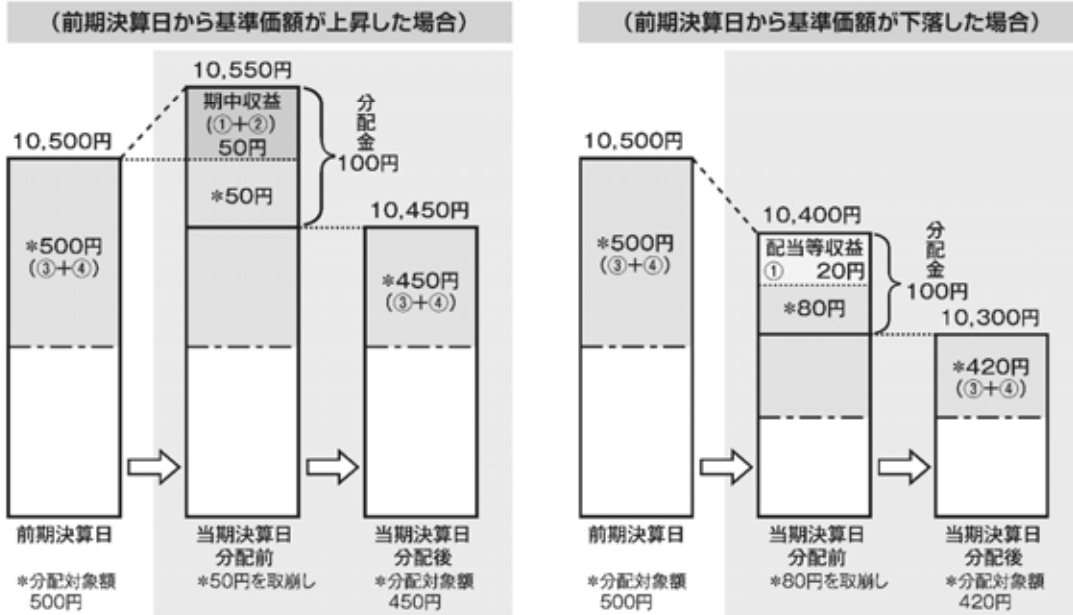 (前期決算日から基準価額が上昇した場合)
10,550円
期中収益
(①+②)
50円
分配金
100円
10,500円
*50円
10,450円
*500円
(③+④)
*450円
(③+④)
前期決算日
当期決算日
分配前
当期決算日
分配後
*分配対象額
500円
*50円を取崩し
*分配対象額
450円
(前期決算日から基準価額が下落した場合)
10,500円
10,400円
配当等収益
① 20円
分配金
100円
*500円
(③+④)
*80円
10,300円
*420円
(③+④)
前期決算日
当期決算日
分配前
当期決算日
分配後
*分配対象額
500円
*80円を取崩し
*分配対象額
420円